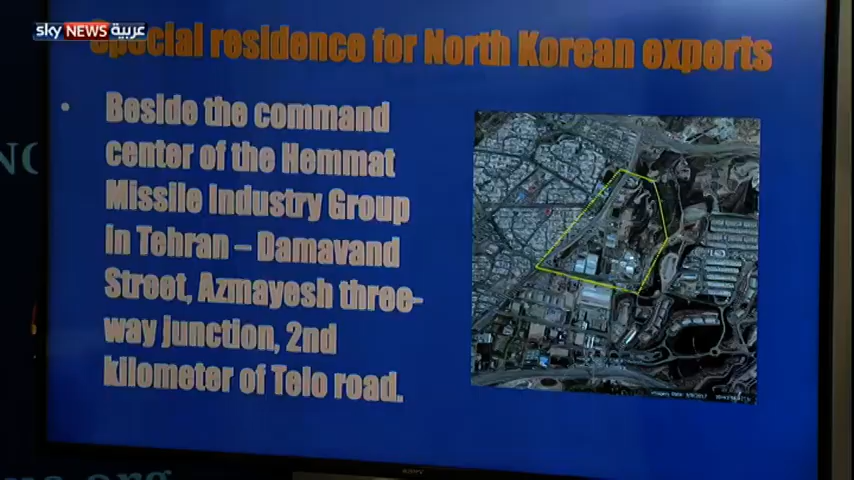 sky NEWS عربية
Special residence for North Korean experts
• Beside the command
center of the Hemmat
Missile Industry Group
in Tehran – Damavand
Street, Azmayesh three-
way junction, 2nd
kilometer of Telo road.
SONY